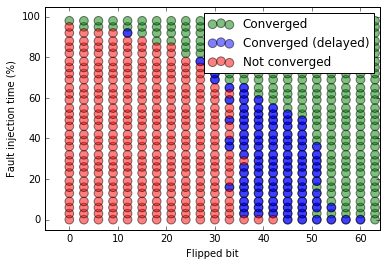 100
80
60
40
20
0
Fault injection time (%)
Converged
Converged (delayed)
Not converged
0 10 20 30 40 50 60
Flipped bit